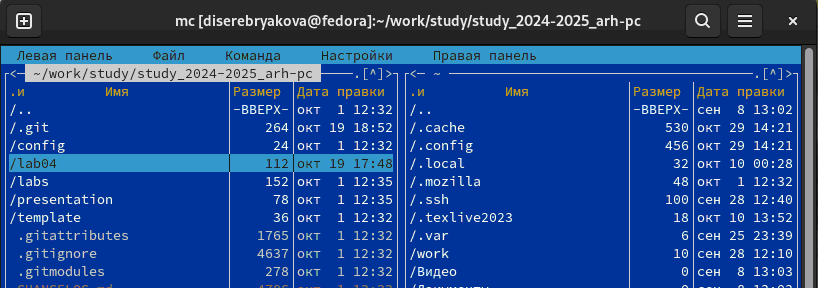 mc [diserebryakova@fedora]:~/work/study/study_2024-2025_arh-pc
Левая панель Файл Команда Настройки Правая панель
<─ ~/work/study/study_2024-2025_arh-pc ─.[^]>
<─ ~ ─.[^]>
.и Имя Размер Дата правки .и Имя Размер Дата правки
/.. -ВВЕРХ- окт 1 12:32 /.. -ВВЕРХ- сен 8 13:02
/.git 264 окт 19 18:52 /.cache 530 окт 29 14:21
/config 24 окт 1 12:32 /.config 456 окт 29 14:21
/lab04 112 окт 19 17:48 /.local 32 окт 10 00:28
/labs 152 окт 1 12:35 /.mozilla 48 окт 1 12:32
/presentation 78 окт 1 12:35 /.ssh 100 сен 28 12:40
/template 36 окт 1 12:32 /.texlive2023 18 окт 10 13:52
.gitattributes 1765 окт 1 12:32 /.var 6 сен 25 23:39
.gitignore 4637 окт 1 12:32 /work 10 сен 28 12:10
.gitmodules 278 окт 1 12:32 /Видео 0 сен 8 13:03